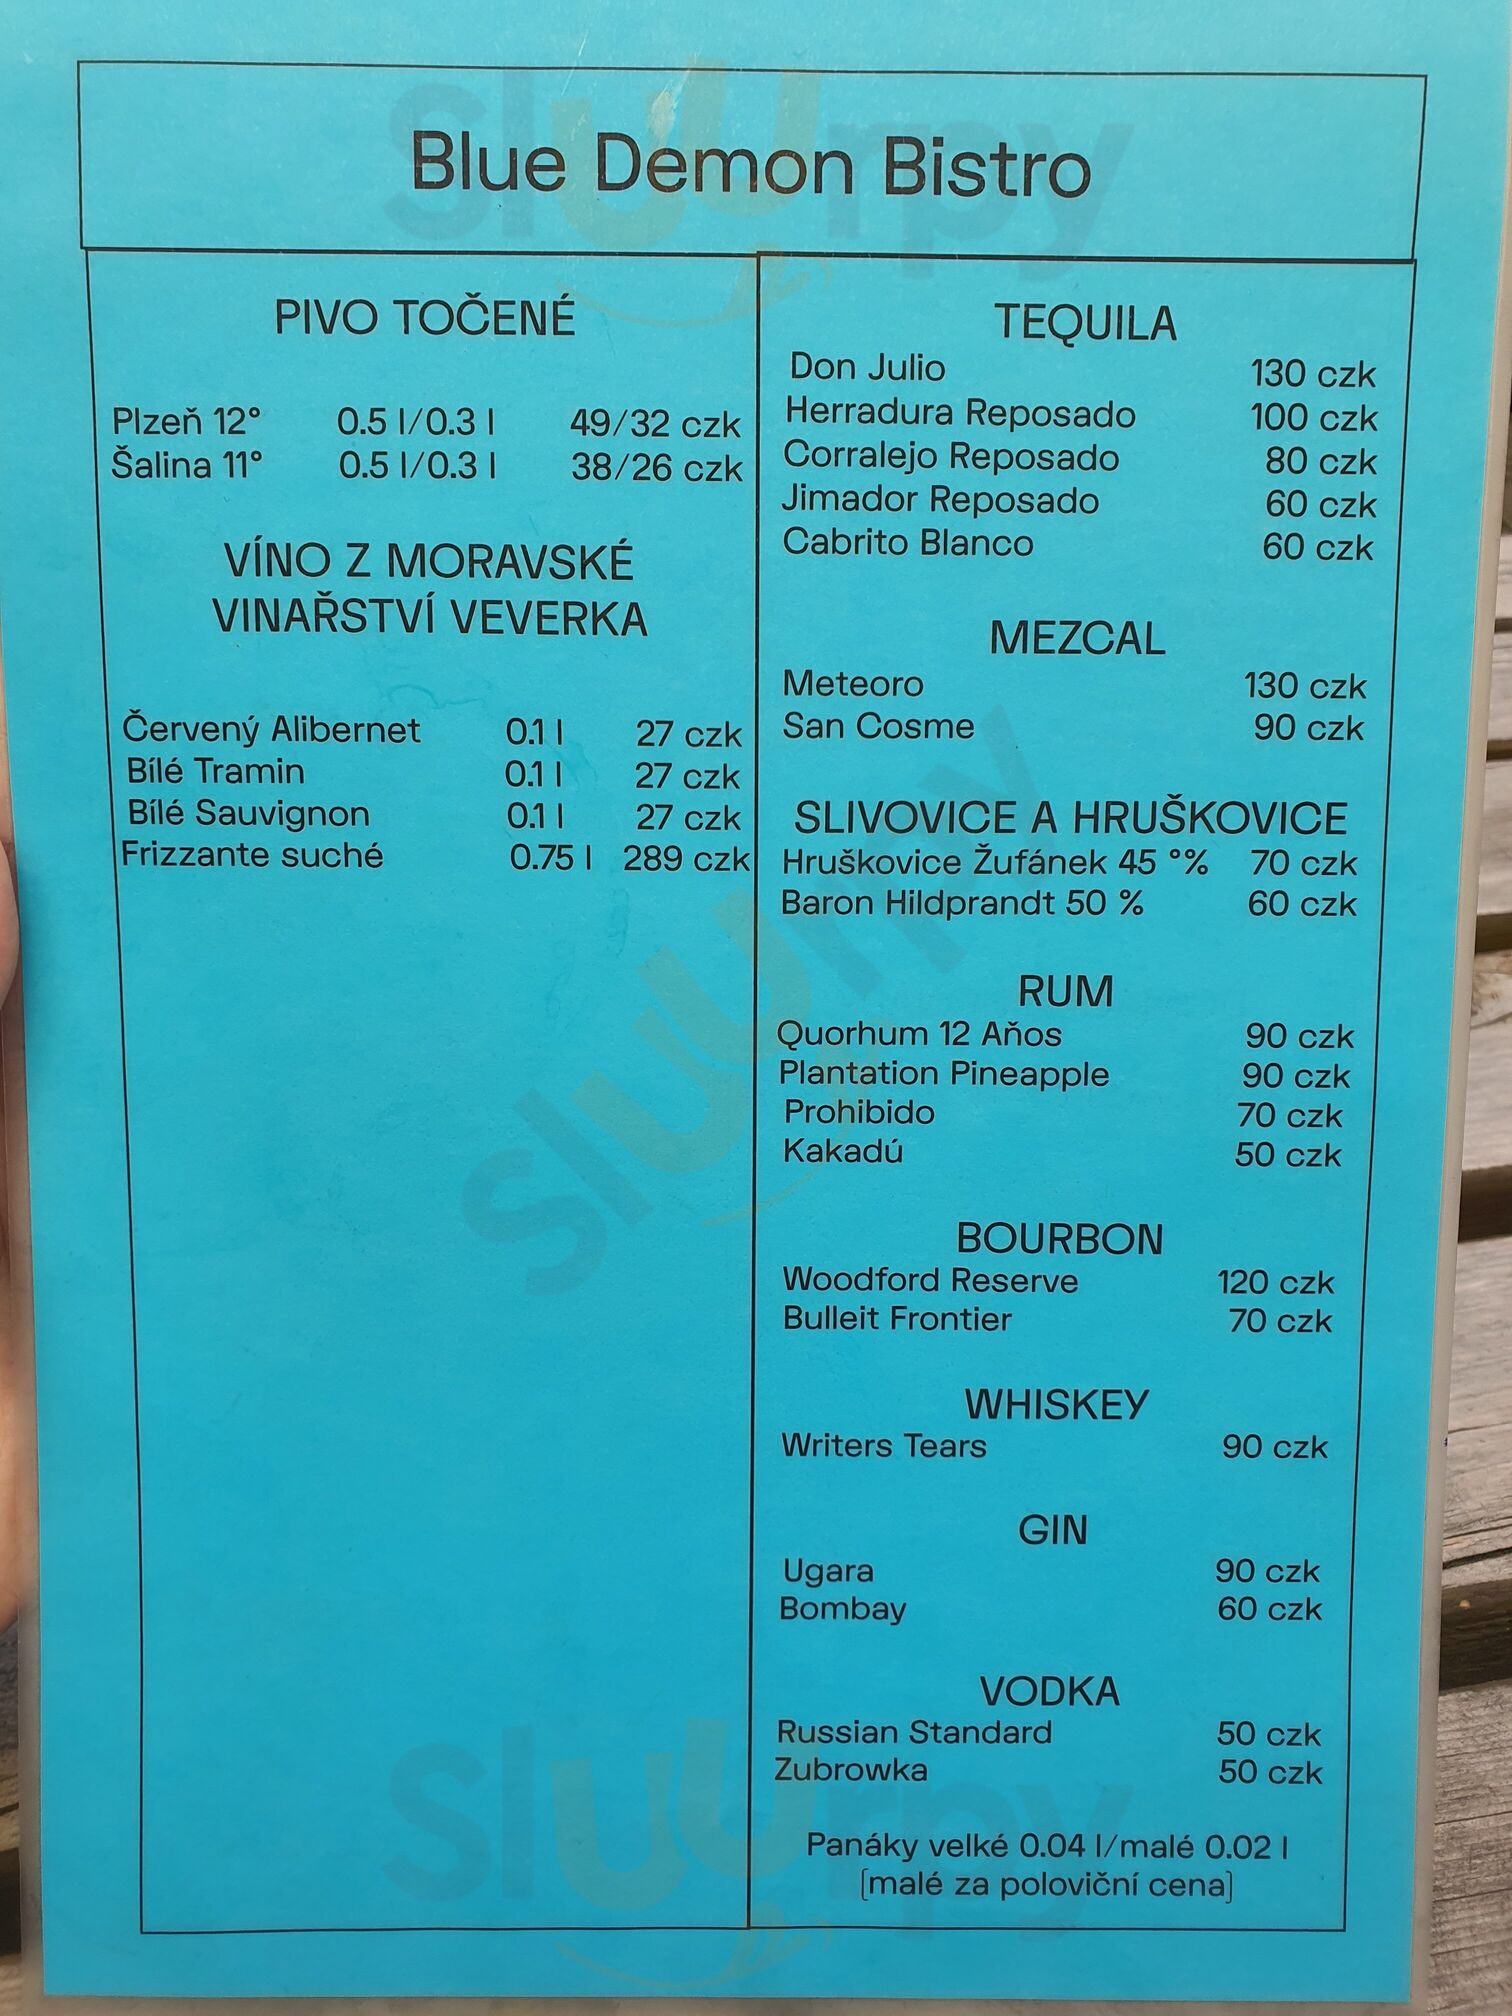 Blue Demon Bistro
PIVO TOČENÉ
Plzeň 12° 0.5 l/0.3 l 49/32 czk
Šalina 11° 0.5 l/0.3 l 38/26 czk
VÍNO Z MORAVSKÉ
VINAŘSTVÍ VEVERKA
Červený Alibernet 0.1 l 27 czk
Bílé Tramin 0.1 l 27 czk
Bílé Sauvignon 0.1 l 27 czk
Frizzante suché 0.75 l 289 czk
TEQUILA
Don Julio 130 czk
Herradura Reposado 100 czk
Corralejo Reposado 80 czk
Jimador Reposado 60 czk
Cabrito Blanco 60 czk
MEZCAL
Meteoro 130 czk
San Cosme 90 czk
SLIVOVICE A HRUŠKOVICE
Hruškovice Žufánek 45 °% 70 czk
Baron Hildprandt 50 % 60 czk
RUM
Quorhum 12 Aňos 90 czk
Plantation Pineapple 90 czk
Prohibido 70 czk
Kakadú 50 czk
BOURBON
Woodford Reserve 120 czk
Bulleit Frontier 70 czk
WHISKEY
Writers Tears 90 czk
GIN
Ugara 90 czk
Bombay 60 czk
VODKA
Russian Standard 50 czk
Zubrowka 50 czk
Panáky velké 0.04 l/malé 0.02 l
(malé za poloviční cena)
sluurpy
sluurpy
sluurpy